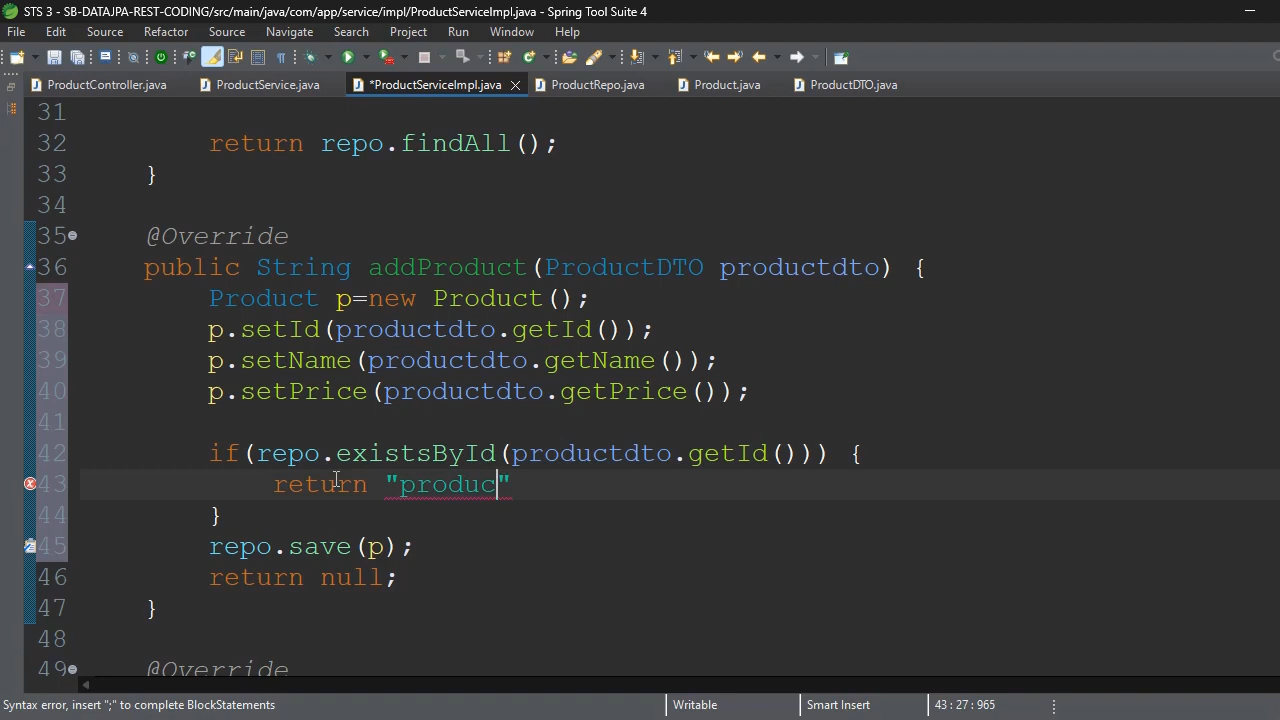 STS 3 - SB-DATAJPA-REST-CODING/src/main/java/com/app/service/impl/ProductServiceImpl.java - Spring Tool Suite 4
File Edit Source Refactor Source Navigate Search Project Run Window Help
ProductController.java ProductService.java *ProductServiceImpl.java ProductRepo.java Product.java ProductDTO.java
31
32 return repo.findAll();
33 }
34
35 @Override
36 public String addProduct(ProductDTO productdto) {
37 Product p=new Product();
38 p.setId(productdto.getId());
39 p.setName(productdto.getName());
40 p.setPrice(productdto.getPrice());
41
42 if(repo.existsById(productdto.getId())) {
43 return "produc"
44 }
45 repo.save(p);
46 return null;
47 }
48
49 @Override
Syntax error, insert ";" to complete BlockStatements Writable Smart Insert 43 : 27 : 965